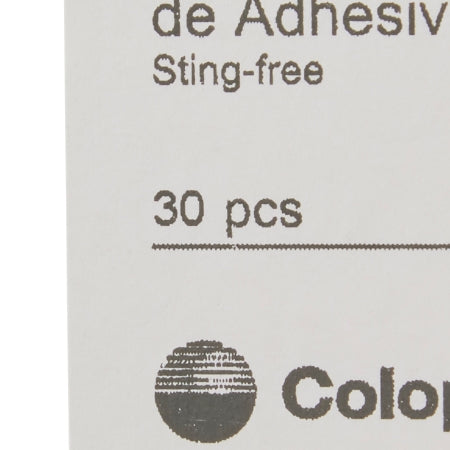 de Adhesiv
Sting-free
30 pcs
Colop